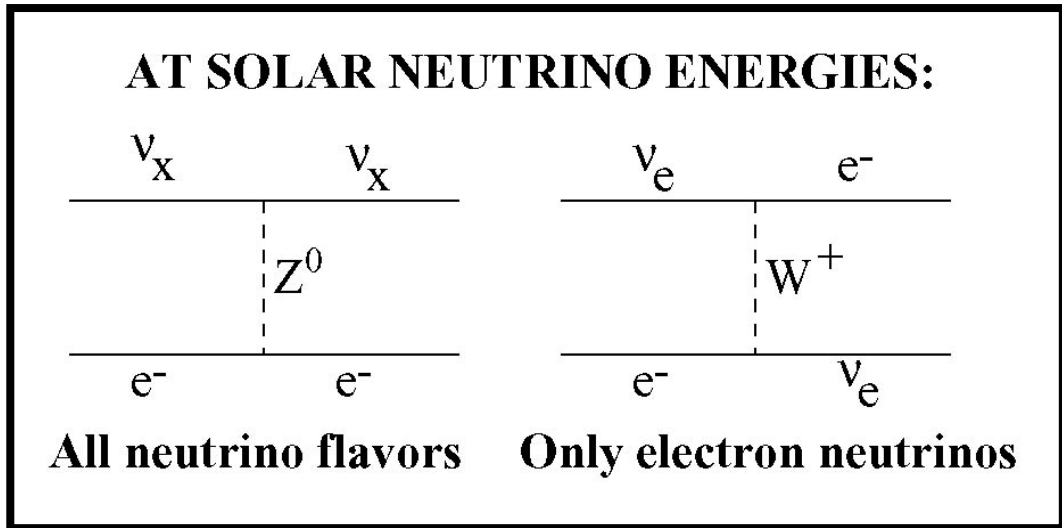 AT SOLAR NEUTRINO ENERGIES:
νx νx
Z0
e- e-
All neutrino flavors
νe e-
W+
e- νe
Only electron neutrinos